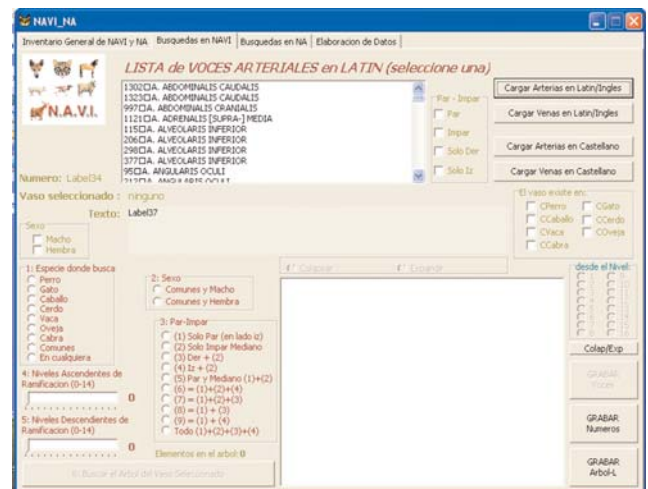 NAVI_NA
Inventario General de NAVI y NA
Busquedas en NAVI
Busquedas en NA
Elaboracion de Datos
N.A.V.I.
LISTA de VOCES ARTERIALES en LATIN (seleccione una)
1302□A. ABDOMINALIS CAUDALIS
1323□A. ABDOMINALIS CAUDALIS
997□A. ABDOMINALIS CRANIALIS
1121□A. ADRENALIS [SUPRA-] MEDIA
115□A. ALVEOLARIS INFERIOR
206□A. ALVEOLARIS INFERIOR
298□A. ALVEOLARIS INFERIOR
377□A. ALVEOLARIS INFERIOR
95□A. ANGULARIS OCULI
Par - Impar
Par
Impar
Solo Der
Solo Iz
Cargar Arterias en Latin/Ingles
Cargar Venas en Latin/Ingles
Cargar Arterias en Castellano
Cargar Venas en Castellano
Numero: Label34
Vaso seleccionado : ninguno
Texto: Label37
Sexo
Macho
Hembra
El vaso existe en:
CPerro
CGato
CCaballo
CCerdo
CVaca
COveja
CCabra
1: Especie donde busca
Perro
Gato
Caballo
Cerdo
Vaca
Oveja
Cabra
Comunes
En cualquiera
2: Sexo
Comunes y Macho
Comunes y Hembra
3: Par-Impar
(1) Solo Par (en lado iz)
(2) Solo Impar Mediano
(3) Der + (2)
(4) Iz + (2)
(5) Par y Mediano (1)+(2)
(6) = (1)+(2)+(4)
(7) = (1)+(2)+(3)
(8) = (1) + (3)
(9) = (1) + (4)
Todo (1)+(2)+(3)+(4)
4: Niveles Ascendentes de
Ramificacion (0-14)
0
5: Niveles Descendientes de
Ramificacion (0-14)
0
Elementos en el arbol: 0
6: Buscar el Arbol del Vaso Seleccionado
Colapsar
Expandir
desde el Nivel:
Colap/Exp
GRABAR
Voces
GRABAR
Numeros
GRABAR
Arbol-L